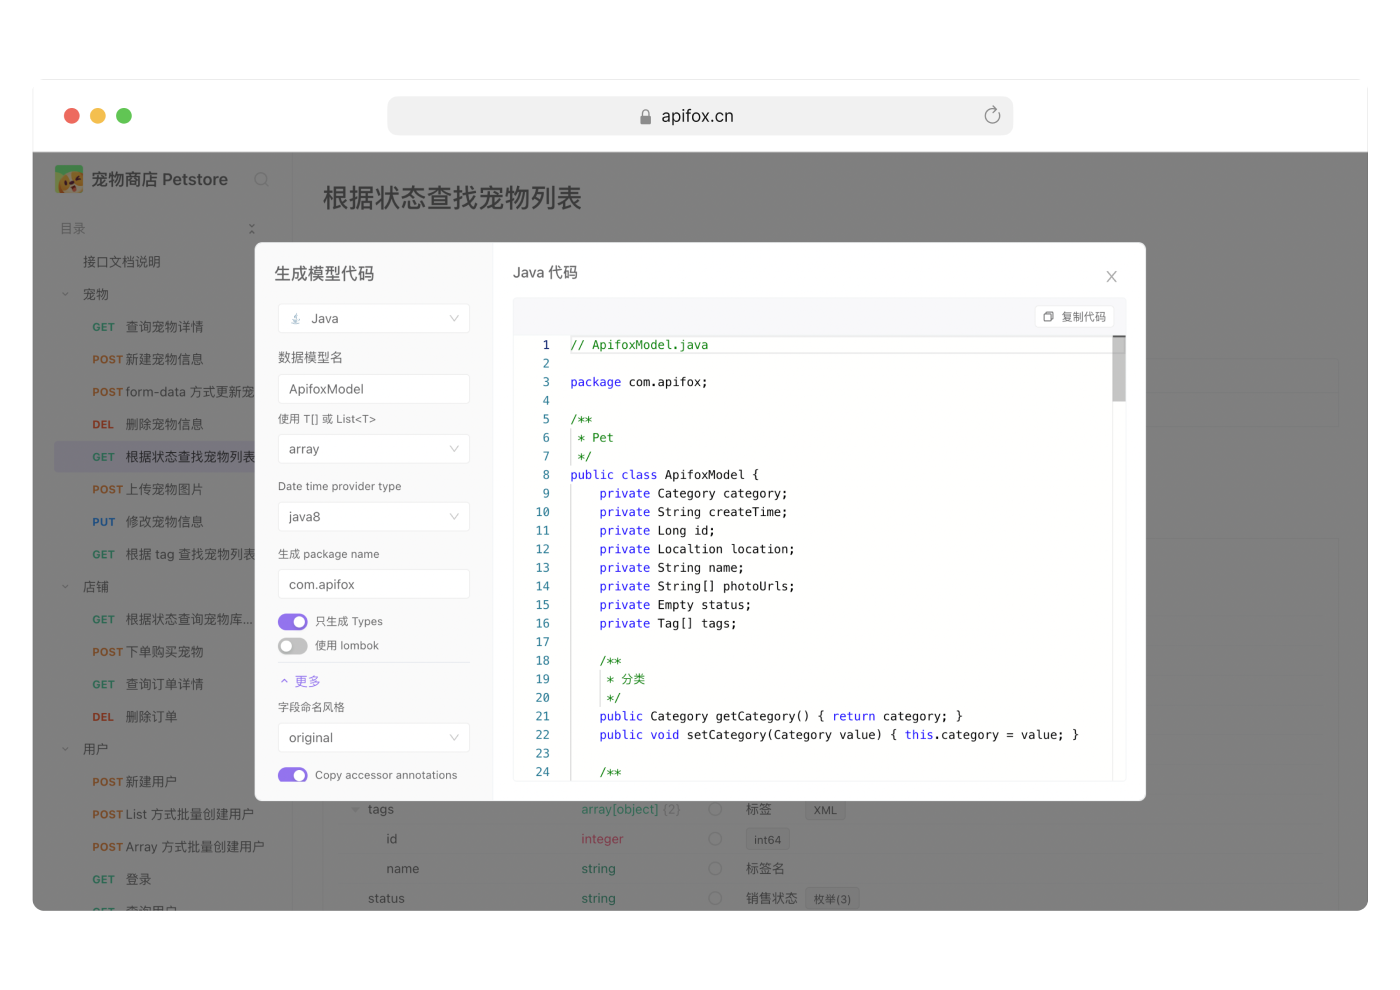 apifox.cn
宠物商店 Petstore
目录
接口文档说明
宠物
GET 查询宠物详情
POST 新建宠物信息
POST form-data 方式更新宠
DEL 删除宠物信息
GET 根据状态查找宠物列表
POST 上传宠物图片
PUT 修改宠物信息
GET 根据 tag 查找宠物列表
店铺
GET 根据状态查询宠物库...
POST 下单购买宠物
GET 查询订单详情
DEL 删除订单
用户
POST 新建用户
POST List 方式批量创建用户
POST Array 方式批量创建用户
GET 登录
GET 查询用户
根据状态查找宠物列表
生成模型代码
Java
数据模型名
ApifoxModel
使用 T[] 或 List<T>
array
Date time provider type
java8
生成 package name
com.apifox
只生成 Types
使用 lombok
更多
字段命名风格
original
Copy accessor annotations
Java 代码
复制代码
1 // ApifoxModel.java
2
3 package com.apifox;
4
5 /**
6 * Pet
7 */
8 public class ApifoxModel {
9 private Category category;
10 private String createTime;
11 private Long id;
12 private Localtion location;
13 private String name;
14 private String[] photoUrls;
15 private Empty status;
16 private Tag[] tags;
17
18 /**
19 * 分类
20 */
21 public Category getCategory() { return category; }
22 public void setCategory(Category value) { this.category = value; }
23
24 /**
tags array[object] {2} 标签 XML
id integer int64
name string 标签名
status string 销售状态 枚举(3)